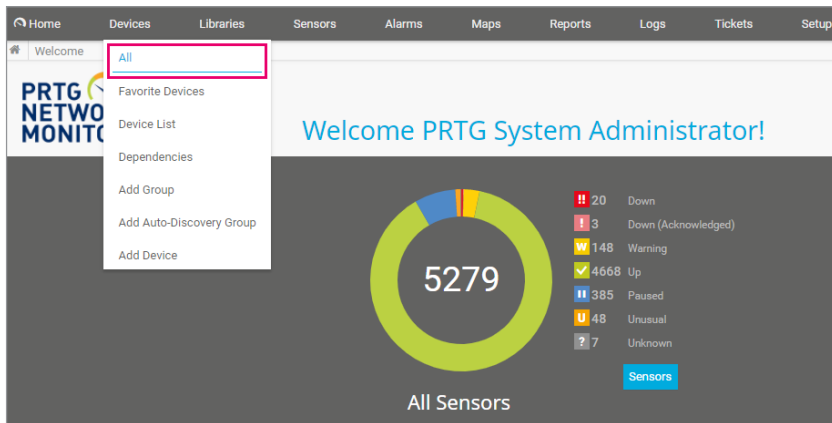 Home Devices Libraries Sensors Alarms Maps Reports Logs Tickets Setup
Welcome
All
Favorite Devices
Device List
Dependencies
Add Group
Add Auto-Discovery Group
Add Device
PRTG
NETWO
MONITO
Welcome PRTG System Administrator!
5279
All Sensors
!! 20 Down
! 3 Down (Acknowledged)
W 148 Warning
4668 Up
385 Paused
U 48 Unusual
? 7 Unknown
Sensors